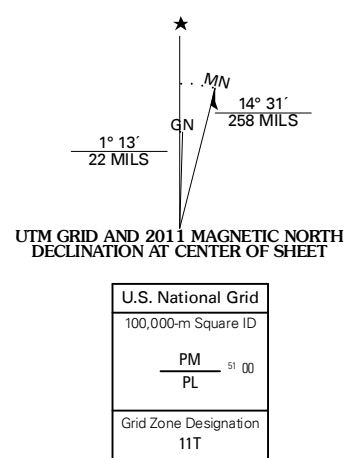 ★
MN
GN
14° 31´
258 MILS
1° 13´
22 MILS
UTM GRID AND 2011 MAGNETIC NORTH
DECLINATION AT CENTER OF SHEET
U.S. National Grid
100,000-m Square ID
PM
51 00
PL
Grid Zone Designation
11T